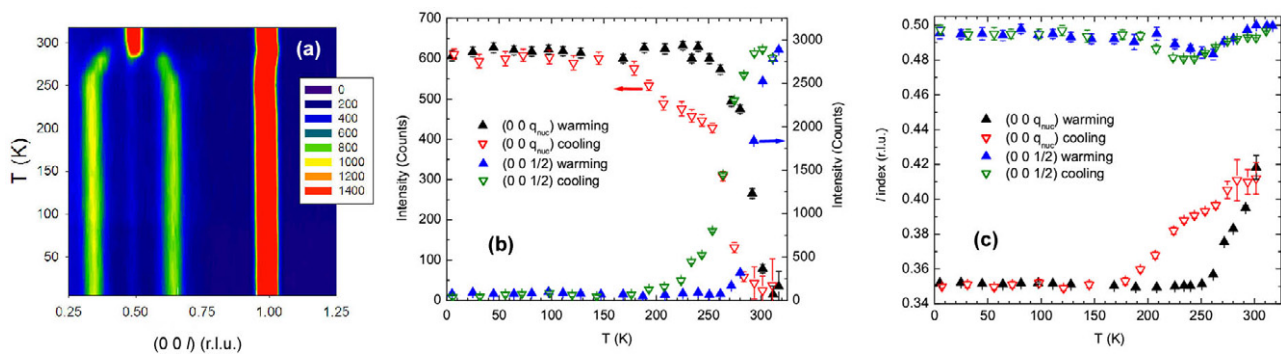 (a)
T (K)
300
250
200
150
100
50
0
200
400
600
800
1000
1200
1400
0.25
0.50
0.75
1.00
1.25
(0 0 l) (r.l.u.)
700
600
500
400
300
200
100
0
Intensity (Counts)
3000
2500
2000
1500
1000
500
0
Intensity (Counts)
(0 0 qnuc) warming
(0 0 qnuc) cooling
(0 0 1/2) warming
(0 0 1/2) cooling
(b)
0 50 100 150 200 250 300
T (K)
0.50
0.48
0.42
0.40
0.38
0.36
0.34
l index (r.l.u.)
(0 0 qnuc) warming
(0 0 qnuc) cooling
(0 0 1/2) warming
(0 0 1/2) cooling
(c)
0 50 100 150 200 250 300
T (K)